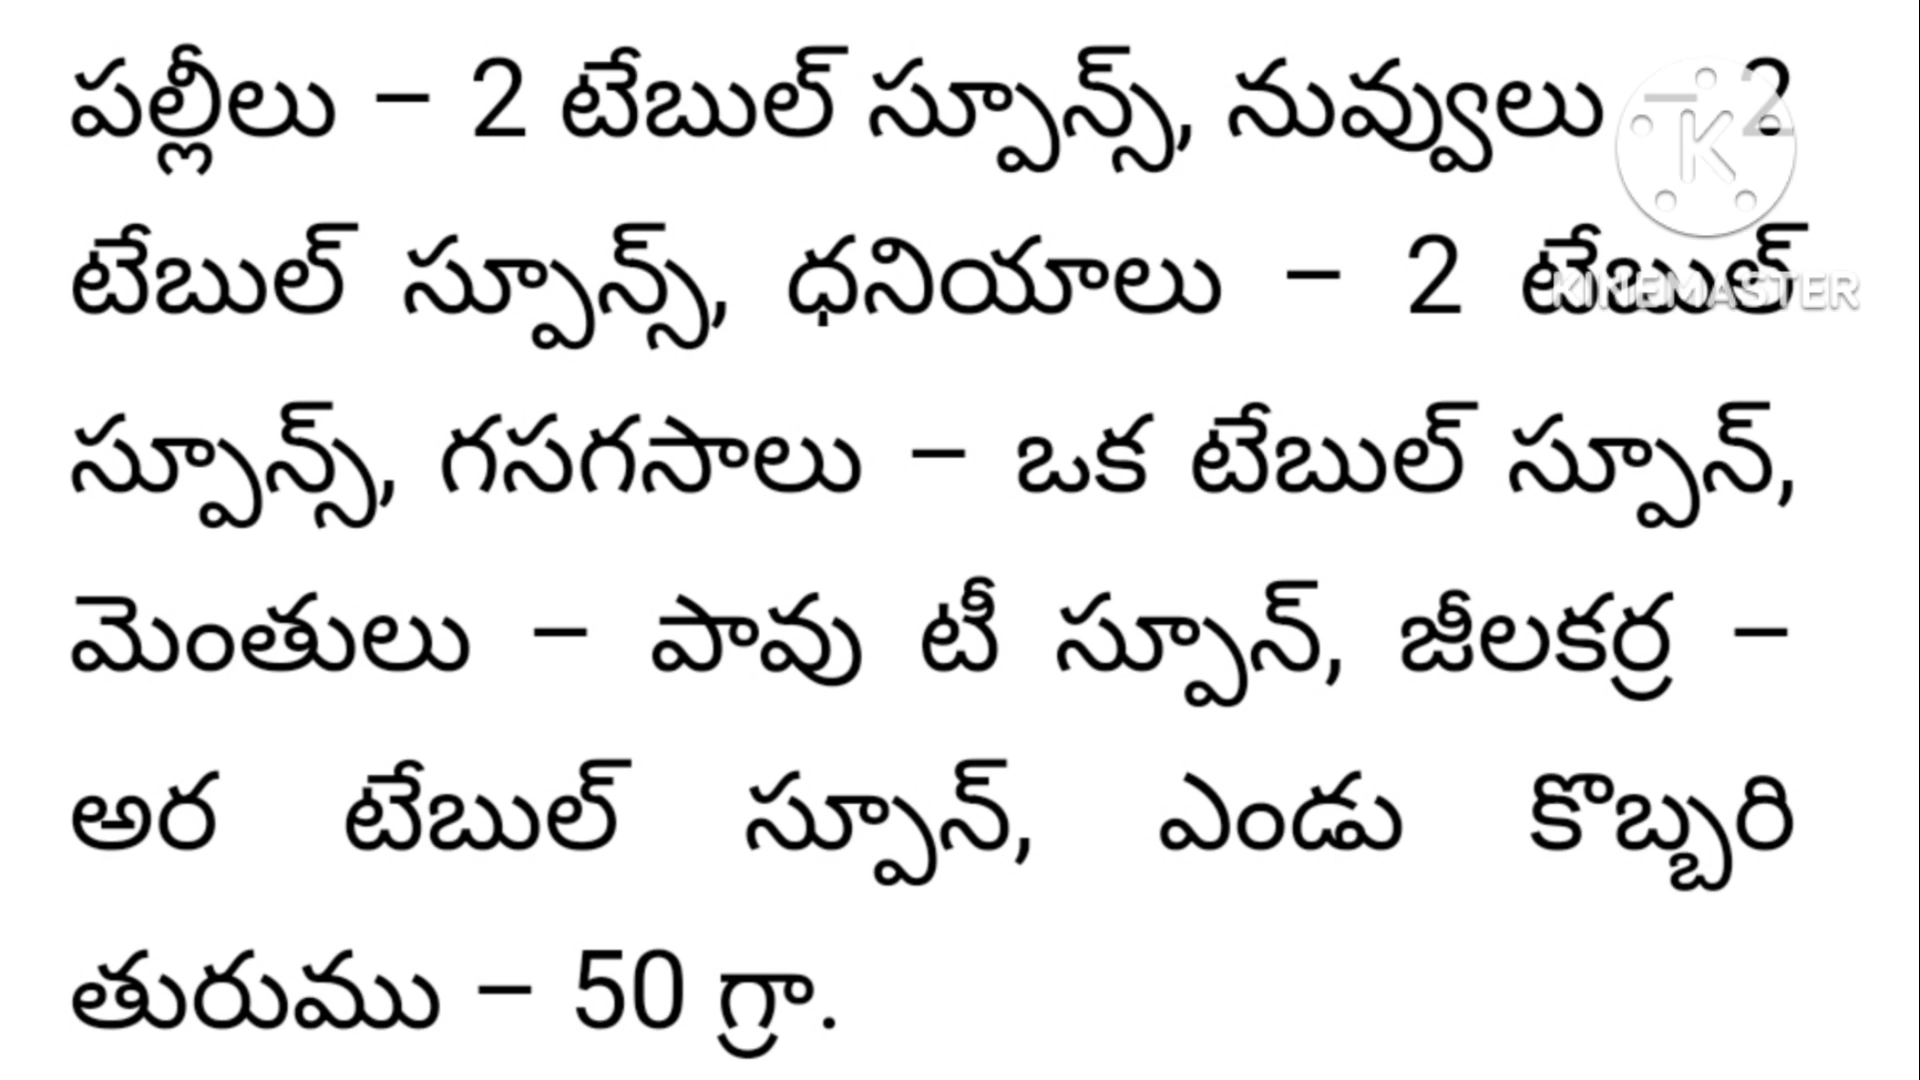 పల్లీలు – 2 టేబుల్ స్పూన్స్, నువ్వులు – 2
టేబుల్ స్పూన్స్, ధనియాలు – 2 టేబుల్
స్పూన్స్, గసగసాలు – ఒక టేబుల్ స్పూన్,
మెంతులు – పావు టీ స్పూన్, జీలకర్ర –
అర టేబుల్ స్పూన్, ఎండు కొబ్బరి
తురుము – 50 గ్రా.
K
KINEMASTER